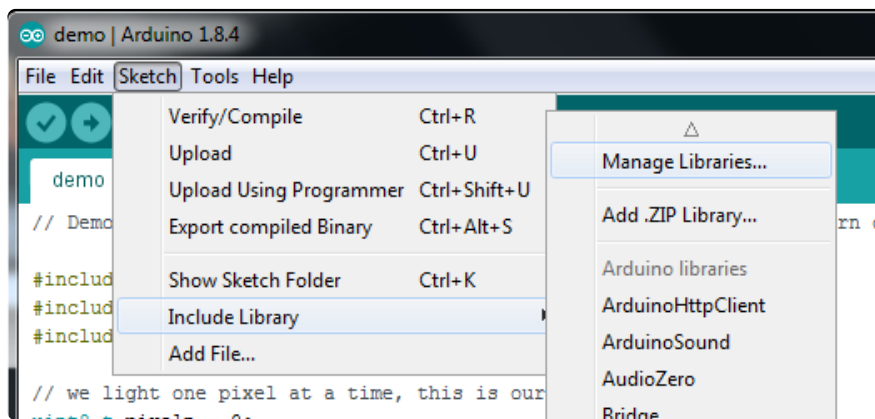 demo | Arduino 1.8.4
File Edit Sketch Tools Help
Verify/Compile Ctrl+R
Upload Ctrl+U
Upload Using Programmer Ctrl+Shift+U
Export compiled Binary Ctrl+Alt+S
Show Sketch Folder Ctrl+K
Include Library
Add File...
Manage Libraries...
Add .ZIP Library...
Arduino libraries
ArduinoHttpClient
ArduinoSound
AudioZero
Bridge
demo
// Demo
rn
#includ
#includ
#includ
// we light one pixel at a time, this is our